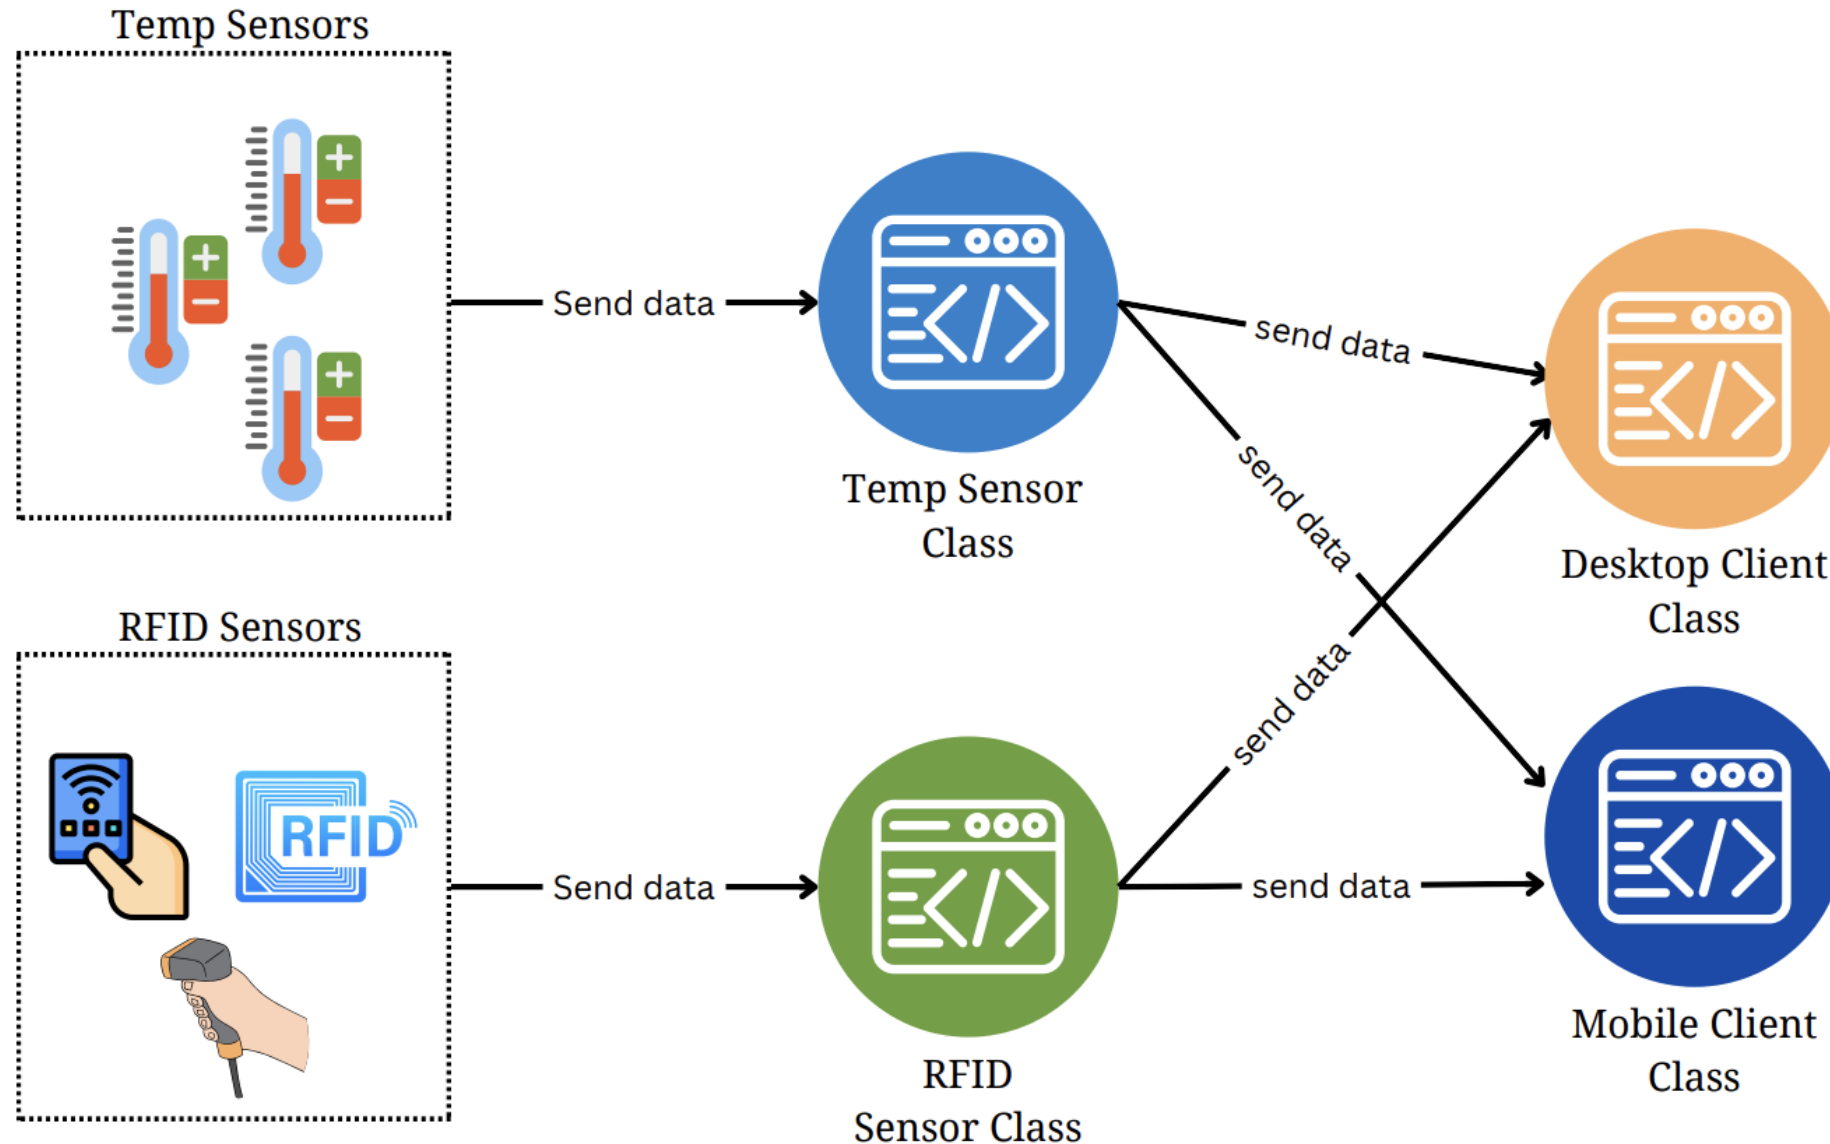 Temp Sensors
Send data
Temp Sensor
Class
send data
send data
Desktop Client
Class
RFID Sensors
RFID
Send data
RFID
Sensor Class
send data
send data
Mobile Client
Class